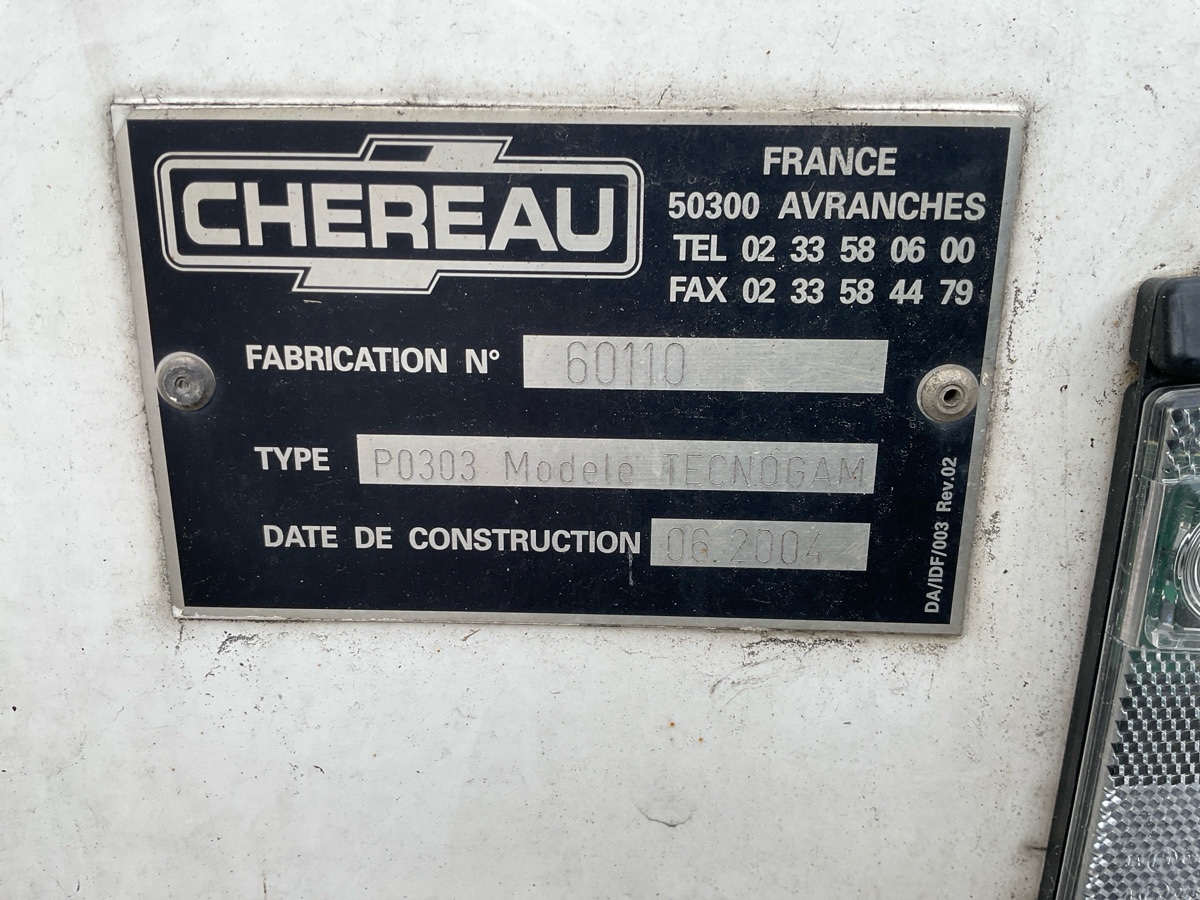 CHEREAU
FRANCE
50300 AVRANCHES
TEL 02 33 58 06 00
FAX 02 33 58 44 79
FABRICATION N° 60110
TYPE P0303 Modele TECNOGAM
DATE DE CONSTRUCTION 06.2004
DA/IDF/003 Rev.02